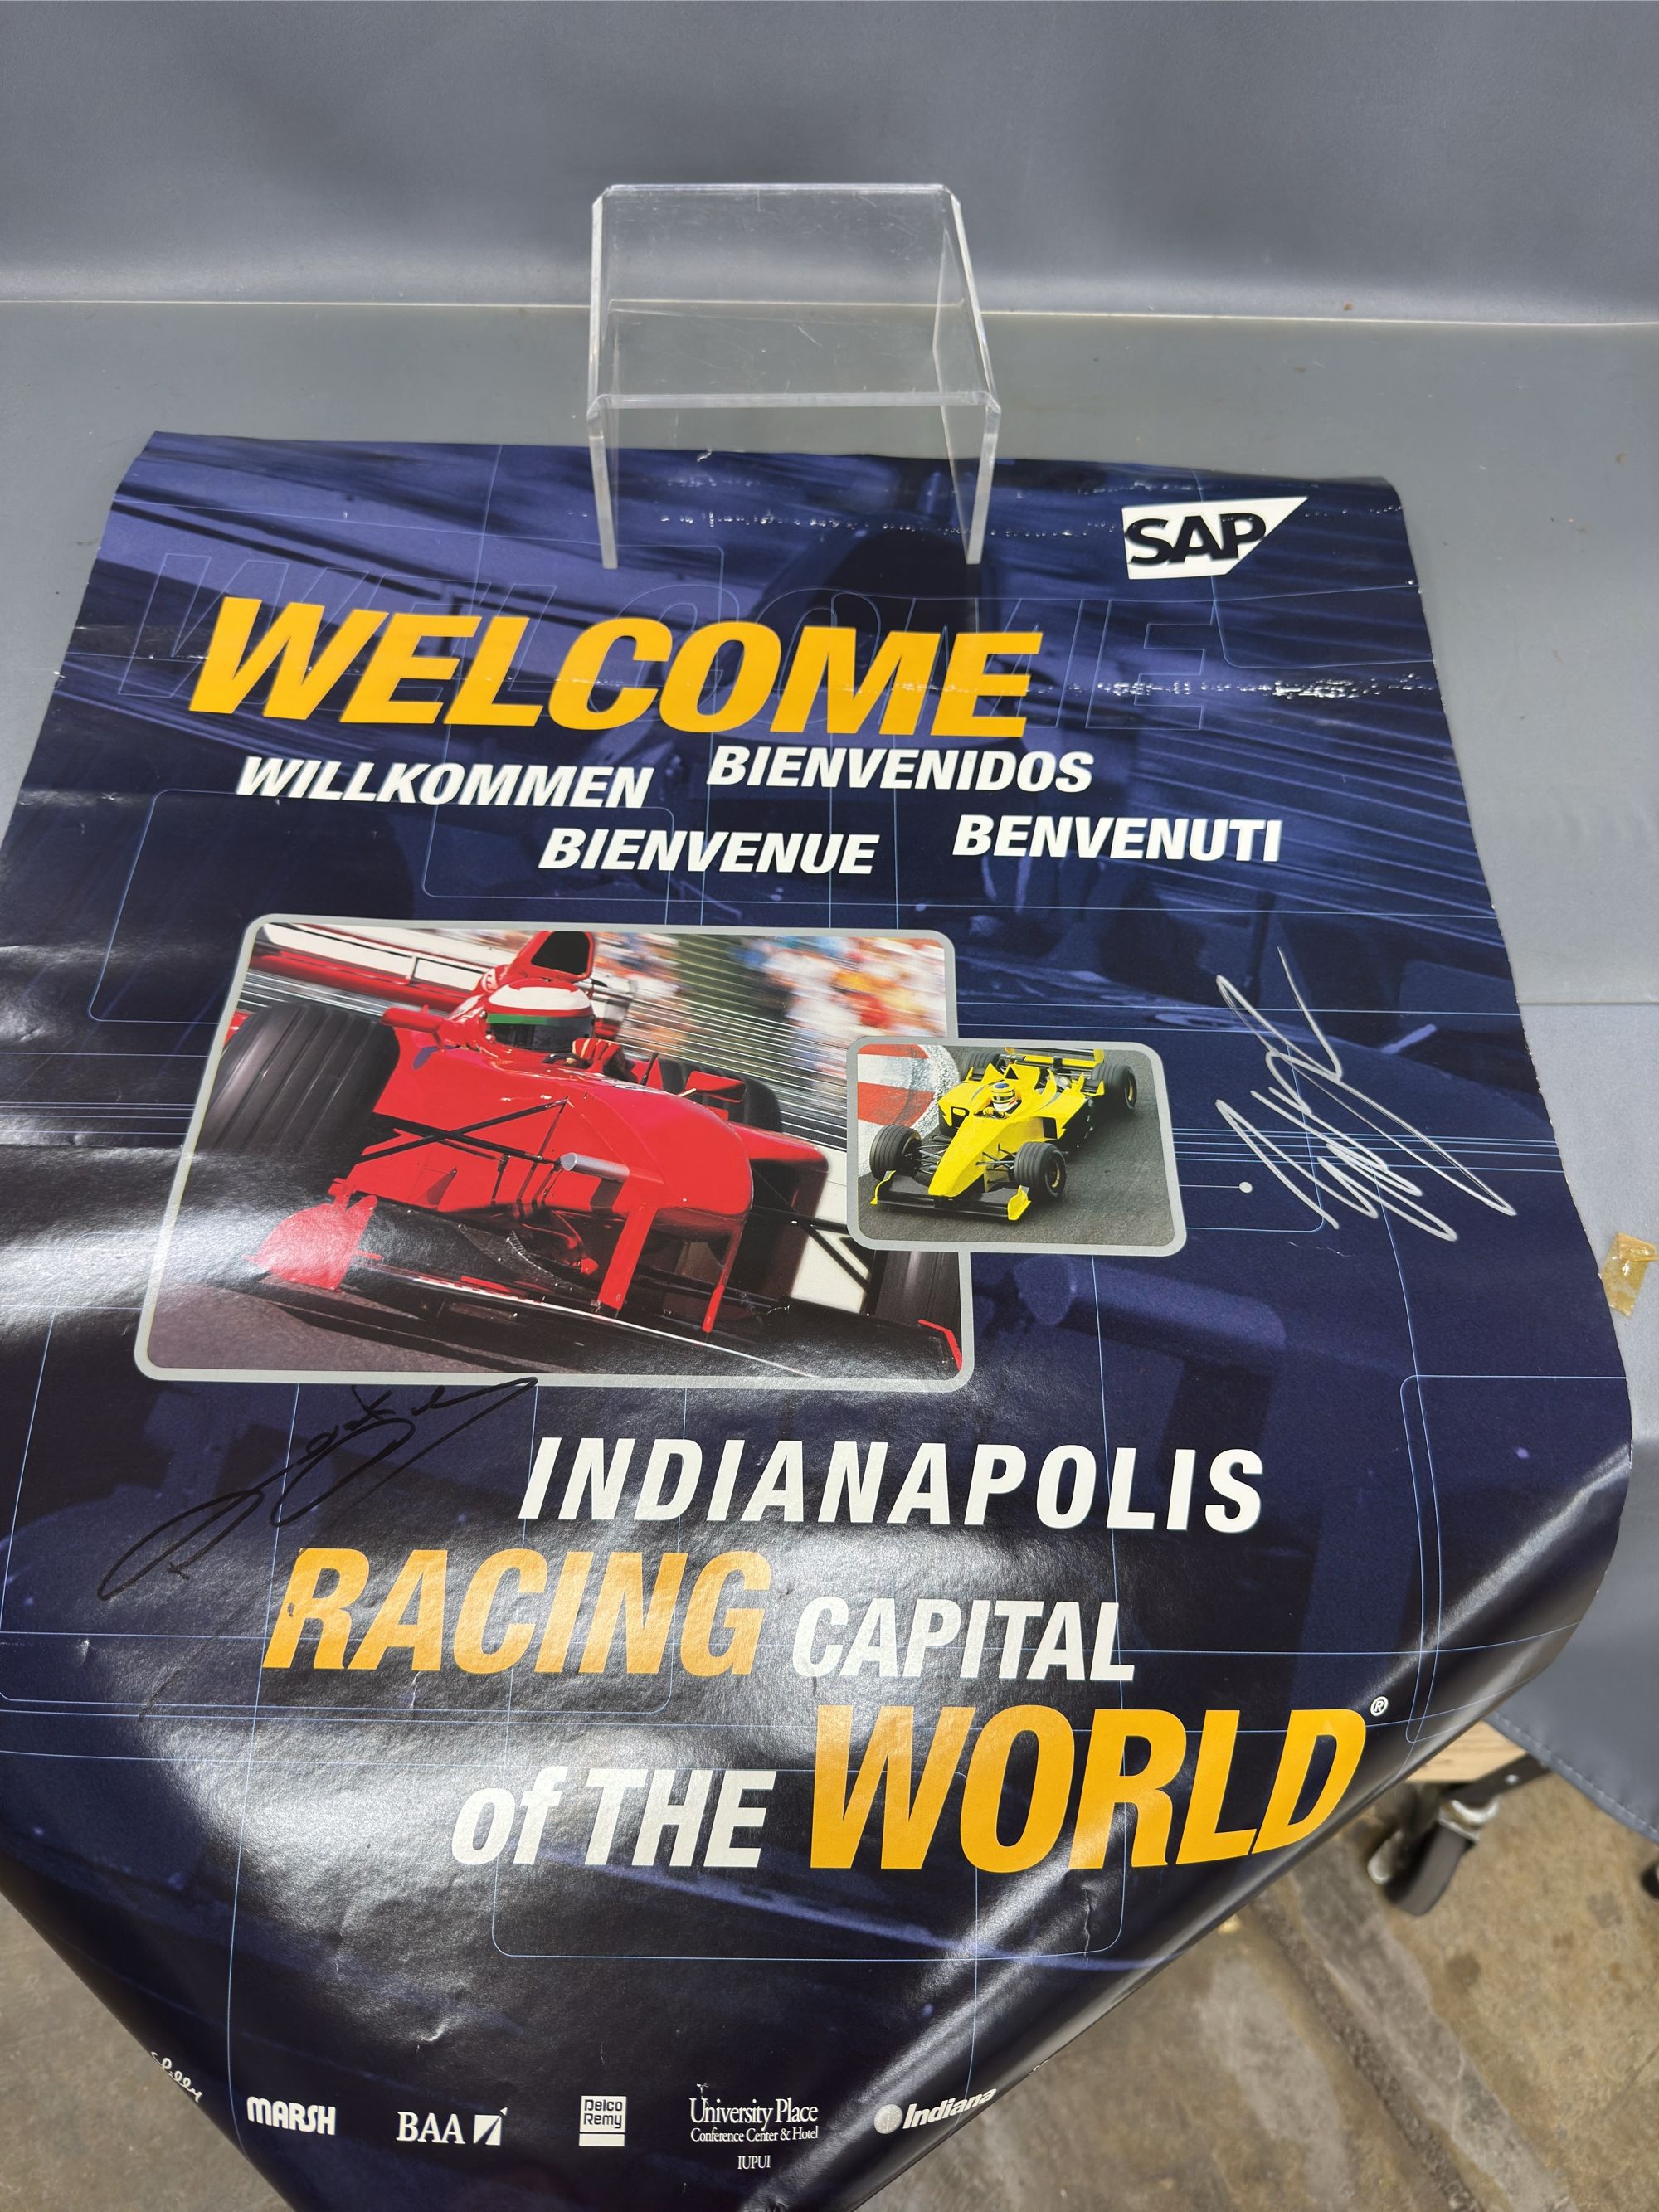 SAP
WELCOME
WELCOME
WILLKOMMEN BIENVENIDOS
BIENVENUE BENVENUTI
INDIANAPOLIS
RACING CAPITAL
of THE WORLD®
MARSH
BAA
Delco
Remy
University Place
Conference Center & Hotel
IUPUI
Indiana